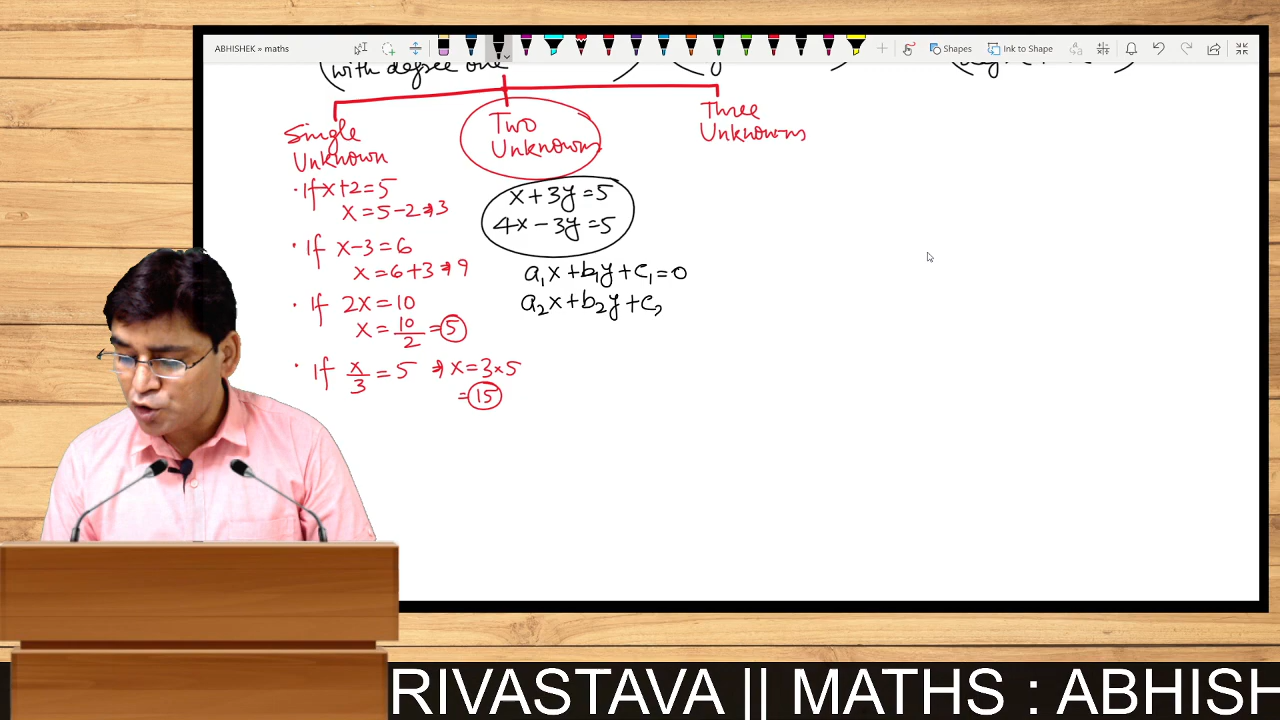 ABHISHEK » maths
Shapes
Ink to Shape
(with degree one )
Single
Unknown
Two
Unknowns
Three
Unknowns
· If x+2=5
x=5-2⇒3
· If x-3=6
x=6+3⇒9
· If 2x=10
x=10/2=5
· If x/3=5 ⇒ x=3×5
=15
x+3y=5
4x-3y=5
a₁x+b₁y+c₁=0
a₂x+b₂y+c₂
RIVASTAVA || MATHS : ABHISH